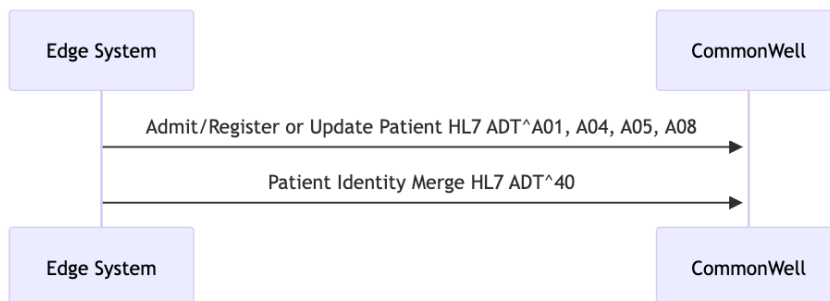 Edge System
CommonWell
Admit/Register or Update Patient HL7 ADT^A01, A04, A05, A08
Patient Identity Merge HL7 ADT^40
Edge System
CommonWell